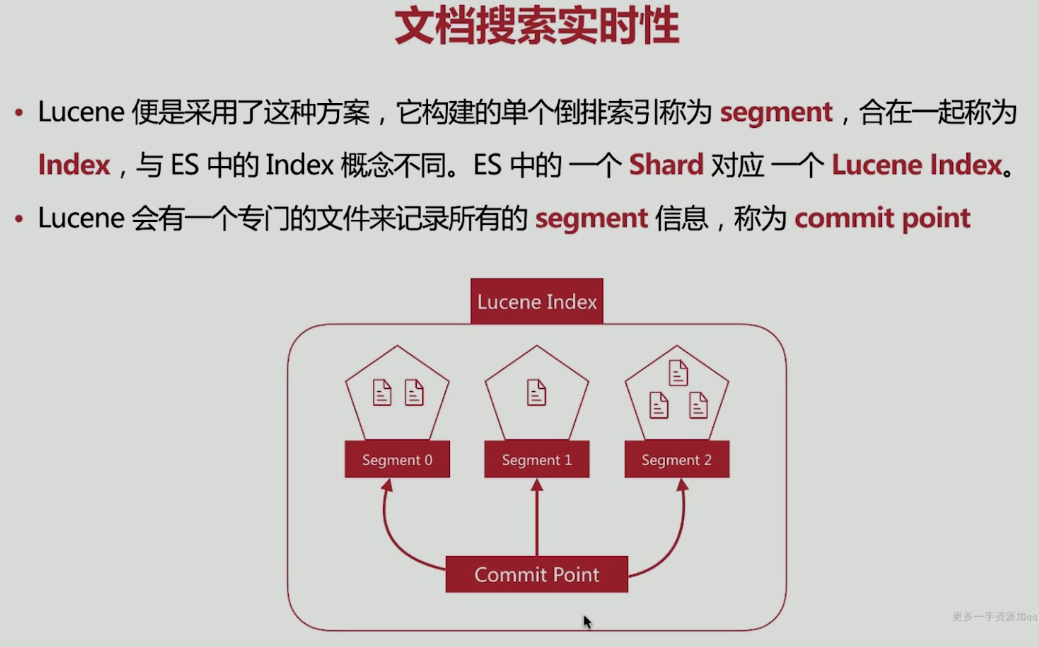 文档搜索实时性
• Lucene 便是采用了这种方案，它构建的单个倒排索引称为 segment，合在一起称为
Index，与 ES 中的 Index 概念不同。ES 中的 一个 Shard 对应 一个 Lucene Index。
• Lucene 会有一个专门的文件来记录所有的 segment 信息，称为 commit point
Lucene Index
Segment 0
Segment 1
Segment 2
Commit Point
更多一手资源加qq